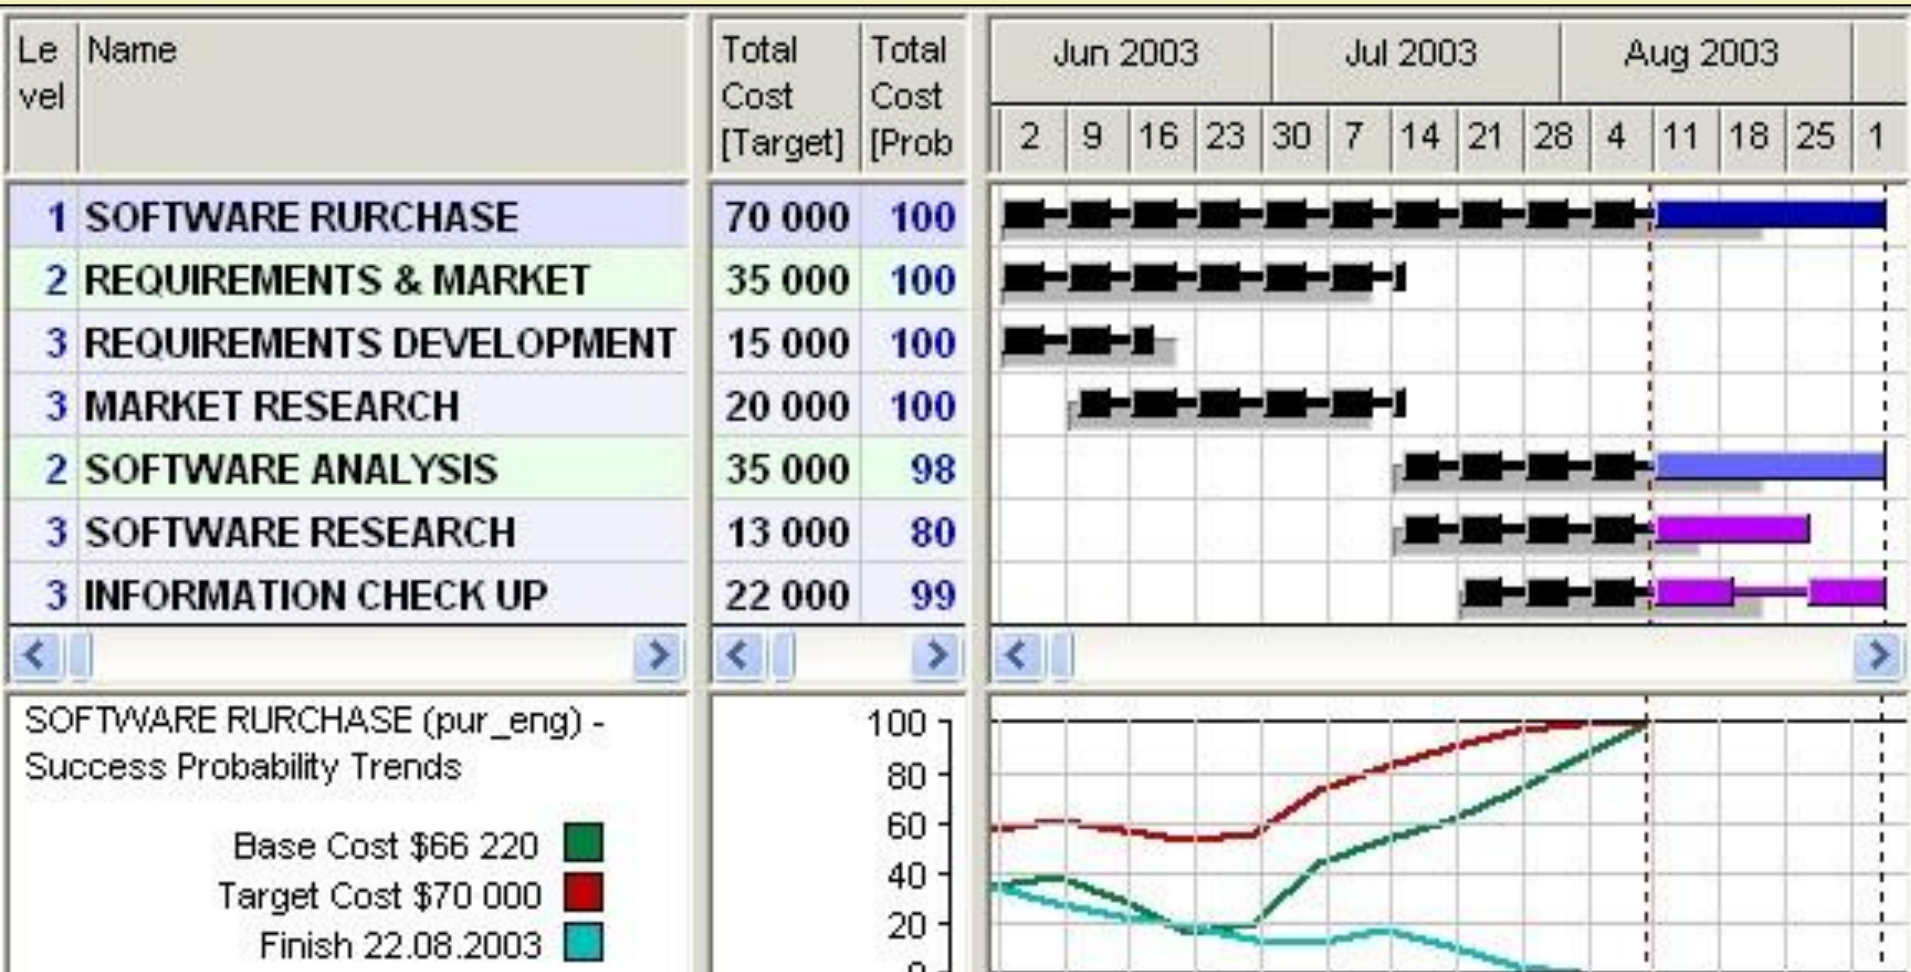 Le vel Name Total Cost [Target] Total Cost [Prob
Jun 2003 Jul 2003 Aug 2003
2 9 16 23 30 7 14 21 28 4 11 18 25 1
1 SOFTWARE RURCHASE 70 000 100
2 REQUIREMENTS & MARKET 35 000 100
3 REQUIREMENTS DEVELOPMENT 15 000 100
3 MARKET RESEARCH 20 000 100
2 SOFTWARE ANALYSIS 35 000 98
3 SOFTWARE RESEARCH 13 000 80
3 INFORMATION CHECK UP 22 000 99
SOFTWARE RURCHASE (pur_eng) -
Success Probability Trends
Base Cost $66 220
Target Cost $70 000
Finish 22.08.2003
100
80
60
40
20
0